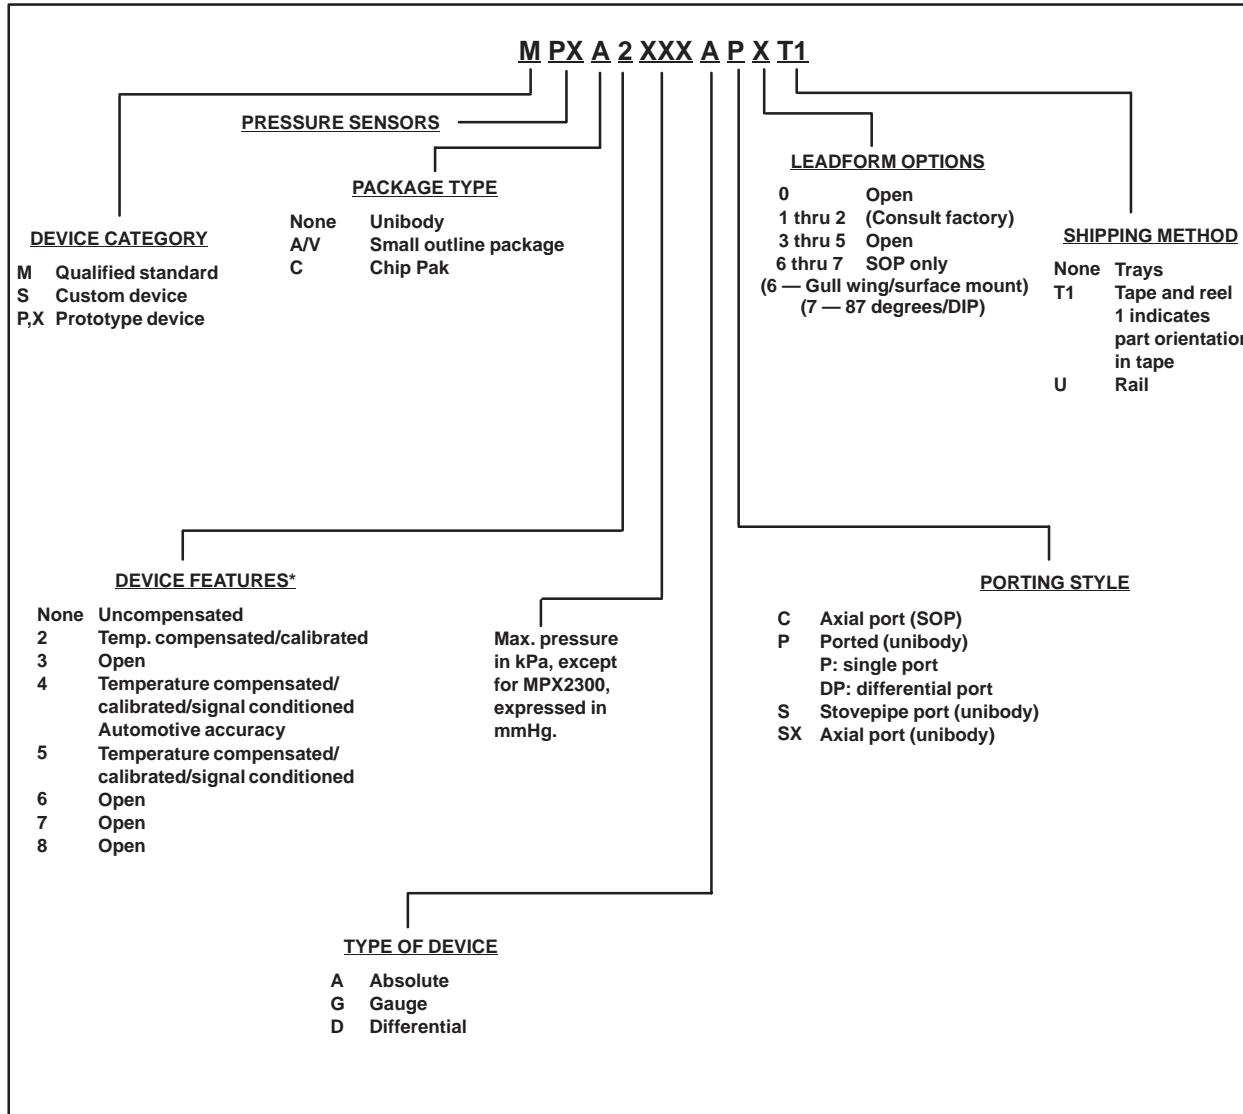 M PX A 2 XXX A P X T1
PRESSURE SENSORS
PACKAGE TYPE
None Unibody
A/V Small outline package
C Chip Pak
DEVICE CATEGORY
M Qualified standard
S Custom device
P,X Prototype device
LEADFORM OPTIONS
0 Open
1 thru 2 (Consult factory)
3 thru 5 Open
6 thru 7 SOP only
(6 — Gull wing/surface mount)
(7 — 87 degrees/DIP)
SHIPPING METHOD
None Trays
T1 Tape and reel
1 indicates
part orientation
in tape
U Rail
DEVICE FEATURES*
None Uncompensated
2 Temp. compensated/calibrated
3 Open
4 Temperature compensated/
calibrated/signal conditioned
Automotive accuracy
5 Temperature compensated/
calibrated/signal conditioned
6 Open
7 Open
8 Open
Max. pressure
in kPa, except
for MPX2300,
expressed in
mmHg.
PORTING STYLE
C Axial port (SOP)
P Ported (unibody)
P: single port
DP: differential port
S Stovepipe port (unibody)
SX Axial port (unibody)
TYPE OF DEVICE
A Absolute
G Gauge
D Differential